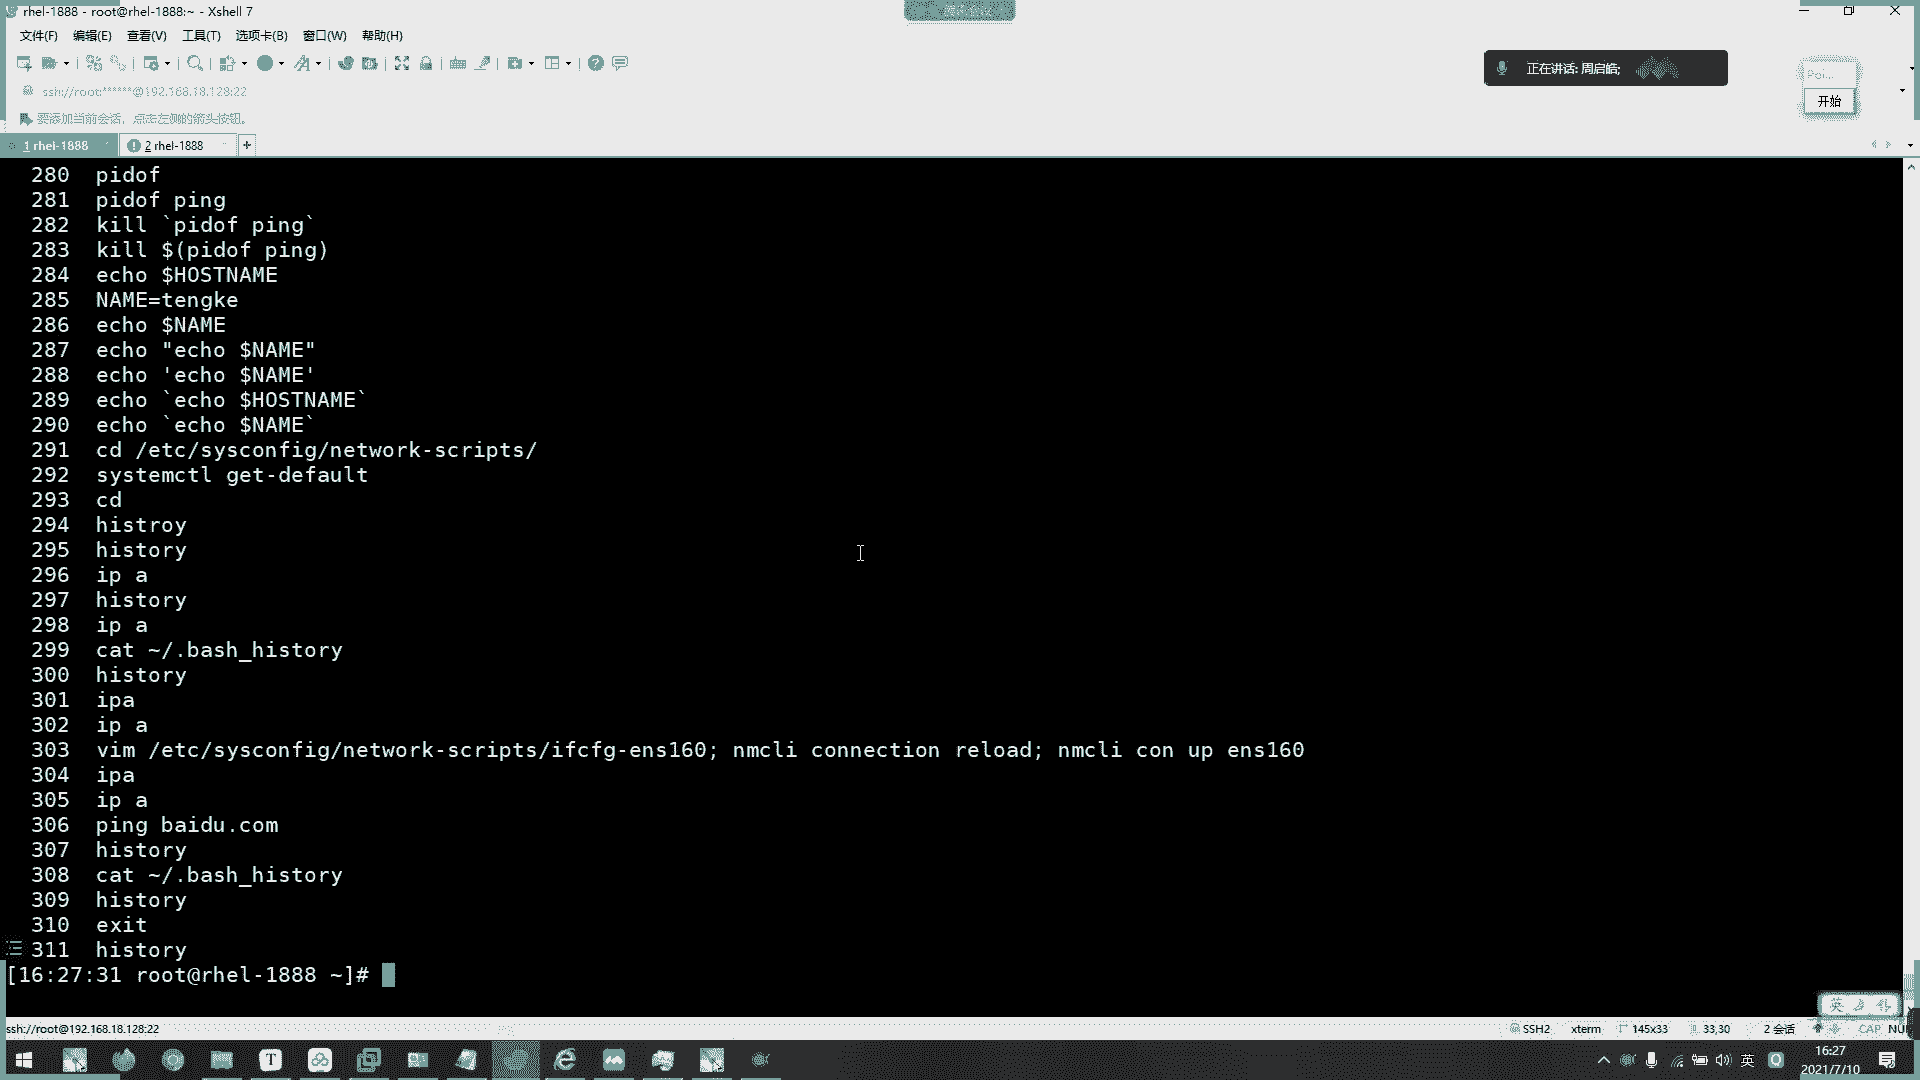 rhel-1888 - root@rhel-1888:~ - Xshell 7
文件(F) 编辑(E) 查看(V) 工具(T) 选项卡(B) 窗口(W) 帮助(H)
正在讲话: 周启皓;
Poi...
开始
ssh://root:******@192.168.18.128:22
要添加当前会话，点击左侧的箭头按钮。
1 rhel-1888
2 rhel-1888
+
280 pidof
281 pidof ping
282 kill `pidof ping`
283 kill $(pidof ping)
284 echo $HOSTNAME
285 NAME=tengke
286 echo $NAME
287 echo "echo $NAME"
288 echo 'echo $NAME'
289 echo `echo $HOSTNAME`
290 echo `echo $NAME`
291 cd /etc/sysconfig/network-scripts/
292 systemctl get-default
293 cd
294 histroy
295 history
296 ip a
297 history
298 ip a
299 cat ~/.bash_history
300 history
301 ipa
302 ip a
303 vim /etc/sysconfig/network-scripts/ifcfg-ens160; nmcli connection reload; nmcli con up ens160
304 ipa
305 ip a
306 ping baidu.com
307 history
308 cat ~/.bash_history
309 history
310 exit
311 history
[16:27:31 root@rhel-1888 ~]#
英
ssh://root@192.168.18.128:22 SSH2 xterm 145x33 33,30 2 会话 CAP NUM
英
16:27
2021/7/10